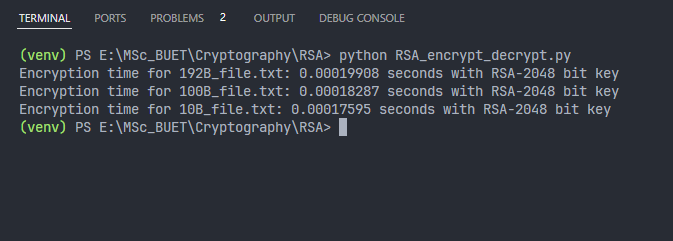 TERMINAL PORTS PROBLEMS 2 OUTPUT DEBUG CONSOLE
(venv) PS E:\MSc_BUET\Cryptography\RSA> python RSA_encrypt_decrypt.py
Encryption time for 192B_file.txt: 0.00019908 seconds with RSA-2048 bit key
Encryption time for 100B_file.txt: 0.00018287 seconds with RSA-2048 bit key
Encryption time for 10B_file.txt: 0.00017595 seconds with RSA-2048 bit key
(venv) PS E:\MSc_BUET\Cryptography\RSA>